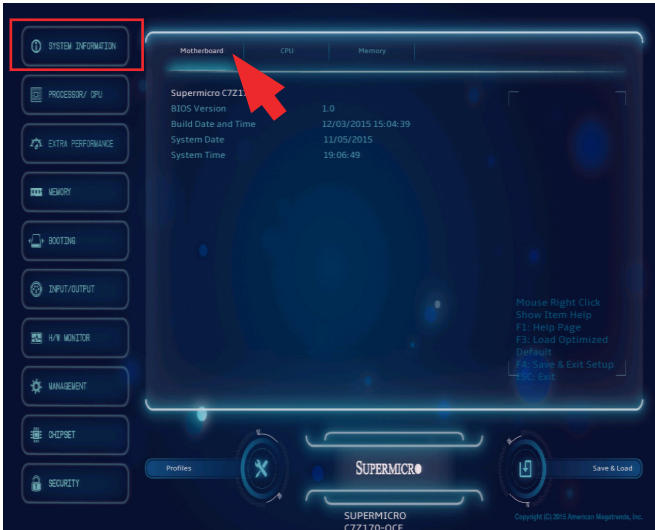 SYSTEM INFORMATION
PROCESSOR/ CPU
EXTRA PERFORMANCE
MEMORY
BOOTING
INPUT/OUTPUT
H/W MONITOR
MANAGEMENT
CHIPSET
SECURITY
Motherboard CPU Memory
Supermicro
BIOS Version 1.0
Build Date and Time 12/03/2015 15:04:39
System Date 11/05/2015
System Time 19:06:49
Mouse Right Click
Show Item Help
F1: Help Page
F3: Load Optimized
Default
F4: Save & Exit Setup
ESC: Exit
Profiles
SUPERMICRO
Save & Load
SUPERMICRO
C7Z170-OCE
Copyright (C) 2015 American Megatrends, Inc.